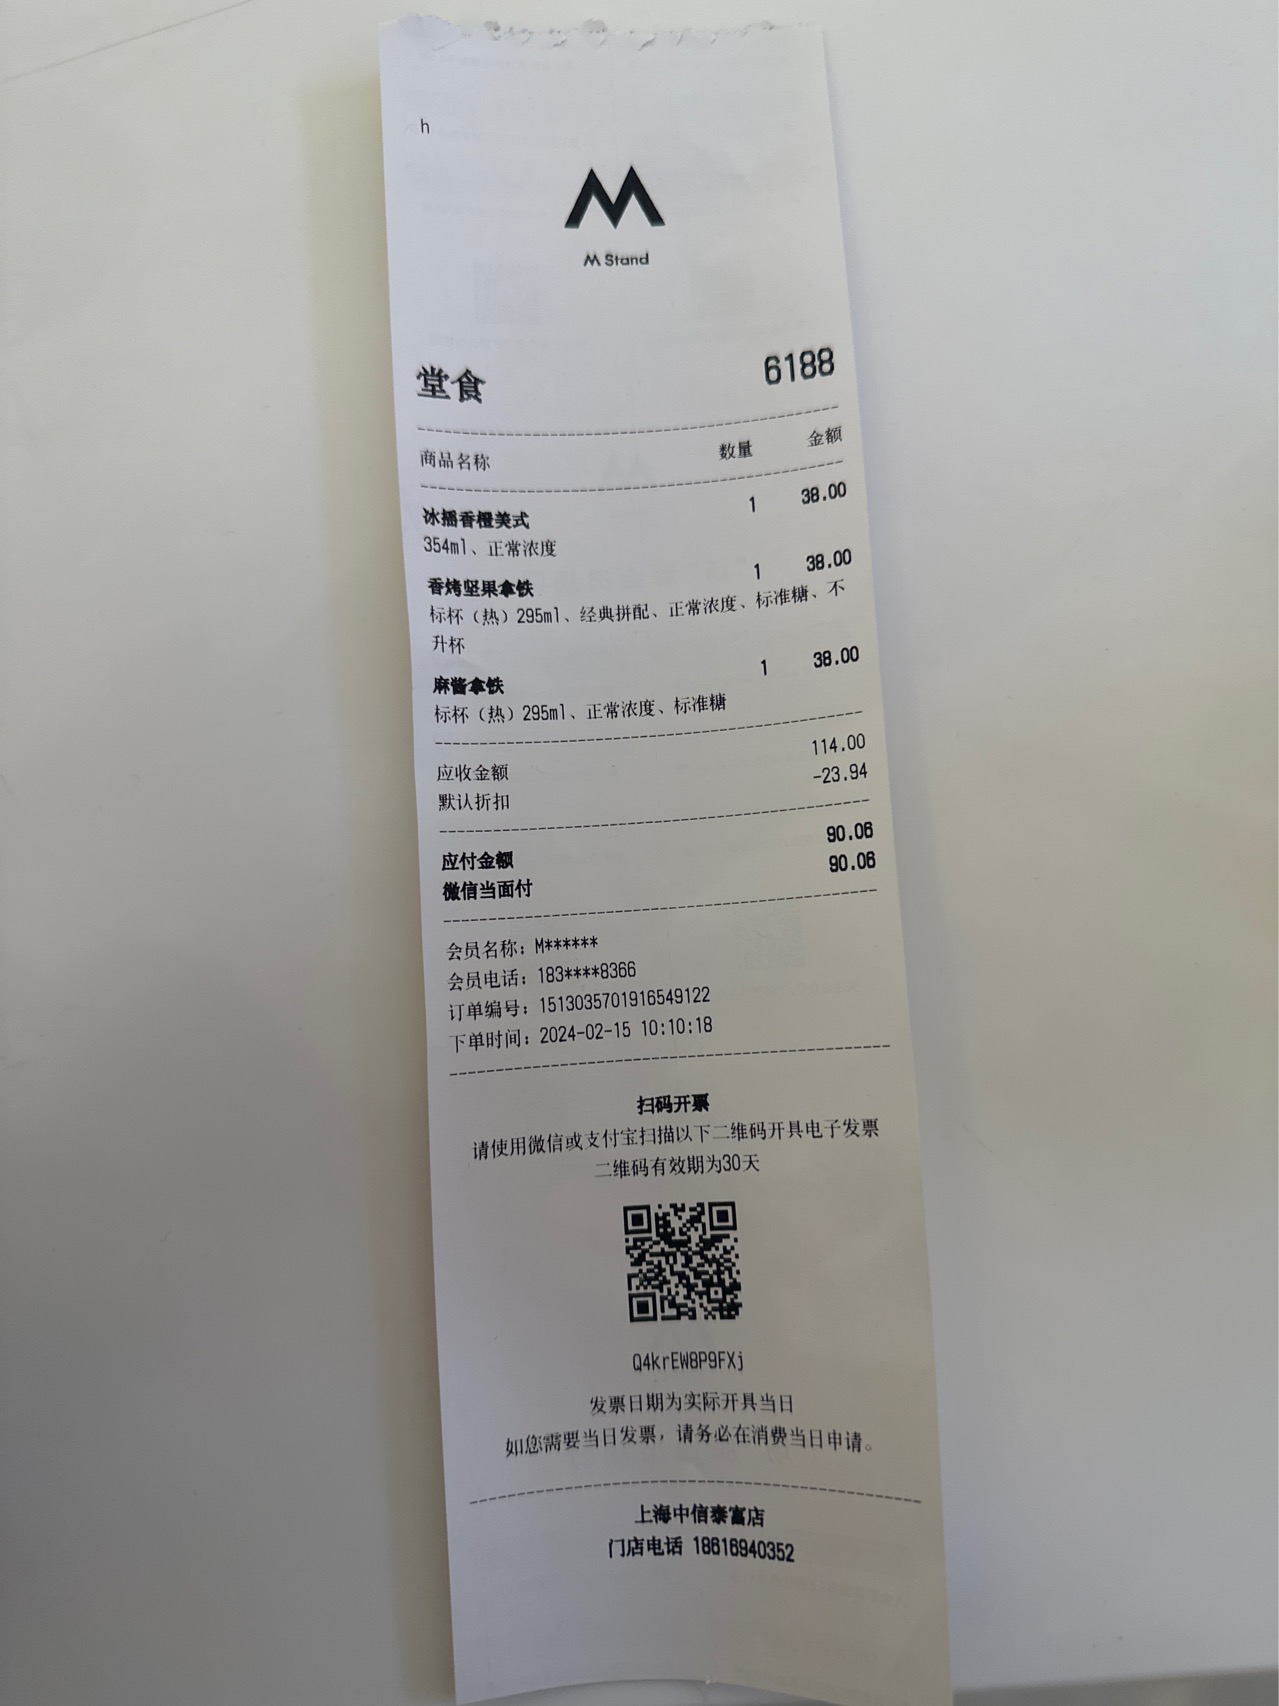 h
M Stand
堂食 6188
商品名称 数量 金额
冰摇香橙美式 1 38.00
354ml、正常浓度
香烤坚果拿铁 1 38.00
标杯（热）295ml、经典拼配、正常浓度、标准糖、不
升杯
麻酱拿铁 1 38.00
标杯（热）295ml、正常浓度、标准糖
应收金额 114.00
默认折扣 -23.94
应付金额 90.06
微信当面付 90.06
会员名称：M******
会员电话：183****8366
订单编号：1513035701916549122
下单时间：2024-02-15 10:10:18
扫码开票
请使用微信或支付宝扫描以下二维码开具电子发票
二维码有效期为30天
Q4krEW8P9FXj
发票日期为实际开具当日
如您需要当日发票，请务必在消费当日申请。
上海中信泰富店
门店电话 18616940352